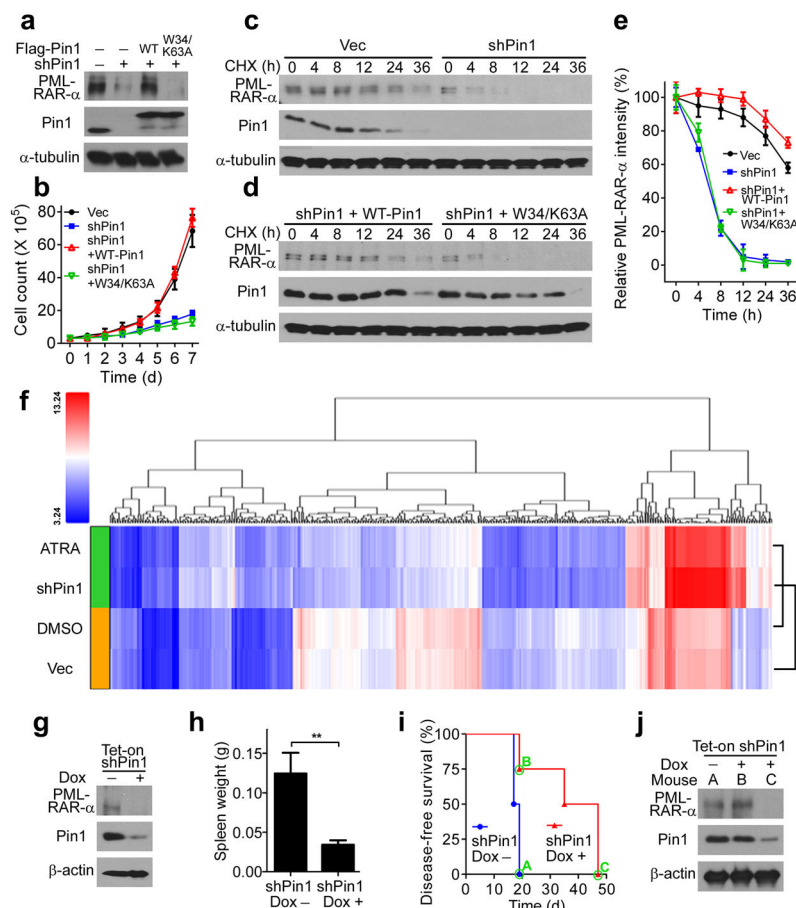 a
Flag-Pin1 – – WT W34/K63A
shPin1 – + + +
PML-RAR-α
Pin1
α-tubulin
b
Cell count (X 10⁵)
80
60
40
20
0
Vec
shPin1
shPin1
+WT-Pin1
shPin1
+W34/K63A
0 1 2 3 4 5 6 7
Time (d)
c
Vec shPin1
CHX (h) 0 4 8 12 24 36 0 4 8 12 24 36
PML-RAR-α
Pin1
α-tubulin
d
shPin1 + WT-Pin1 shPin1 + W34/K63A
CHX (h) 0 4 8 12 24 36 0 4 8 12 24 36
PML-RAR-α
Pin1
α-tubulin
e
Relative PML-RAR-α intensity (%)
100
80
60
40
20
0
Vec
shPin1
shPin1+
WT-Pin1
shPin1+
W34/K63A
0 4 8 12 24 36
Time (h)
f
13.24
3.24
ATRA
shPin1
DMSO
Vec
g
Tet-on
shPin1
Dox – +
PML-RAR-α
Pin1
β-actin
h
Spleen weight (g)
0.15
0.10
0.05
0.00
**
shPin1 shPin1
Dox – Dox +
i
Disease-free survival (%)
100
75
50
25
0
B
shPin1 shPin1
Dox – Dox +
A C
0 10 20 30 40 50
Time (d)
j
Tet-on shPin1
Dox – + +
Mouse A B C
PML-RAR-α
Pin1
β-actin